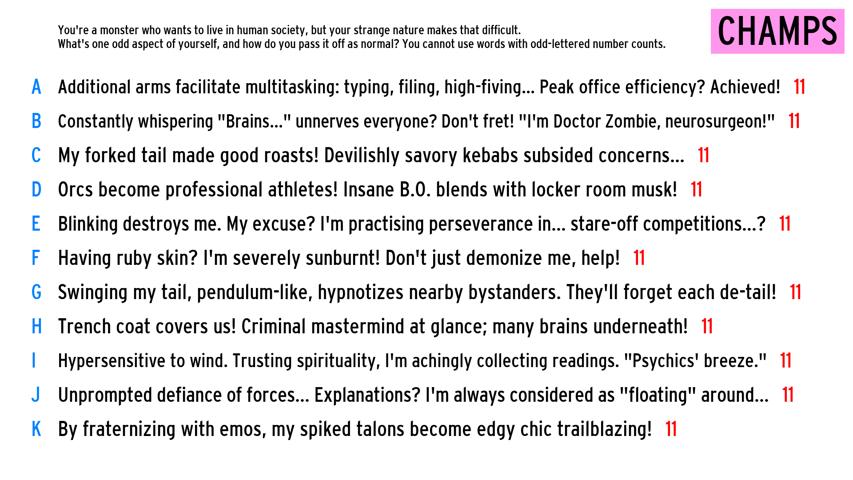 You're a monster who wants to live in human society, but your strange nature makes that difficult.
What's one odd aspect of yourself, and how do you pass it off as normal? You cannot use words with odd-lettered number counts.
CHAMPS
A Additional arms facilitate multitasking: typing, filing, high-fiving... Peak office efficiency? Achieved! 11
B Constantly whispering "Brains..." unnerves everyone? Don't fret! "I'm Doctor Zombie, neurosurgeon!" 11
C My forked tail made good roasts! Devilishly savory kebabs subsided concerns... 11
D Orcs become professional athletes! Insane B.O. blends with locker room musk! 11
E Blinking destroys me. My excuse? I'm practising perseverance in... stare-off competitions...? 11
F Having ruby skin? I'm severely sunburnt! Don't just demonize me, help! 11
G Swinging my tail, pendulum-like, hypnotizes nearby bystanders. They'll forget each de-tail! 11
H Trench coat covers us! Criminal mastermind at glance; many brains underneath! 11
I Hypersensitive to wind. Trusting spirituality, I'm achingly collecting readings. "Psychics' breeze." 11
J Unprompted defiance of forces... Explanations? I'm always considered as "floating" around... 11
K By fraternizing with emos, my spiked talons become edgy chic trailblazing! 11